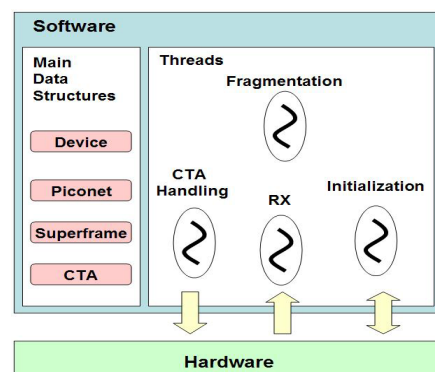 Software
Main
Data
Structures
Device
Piconet
Superframe
CTA
Threads
Fragmentation
CTA
Handling
RX
Initialization
Hardware